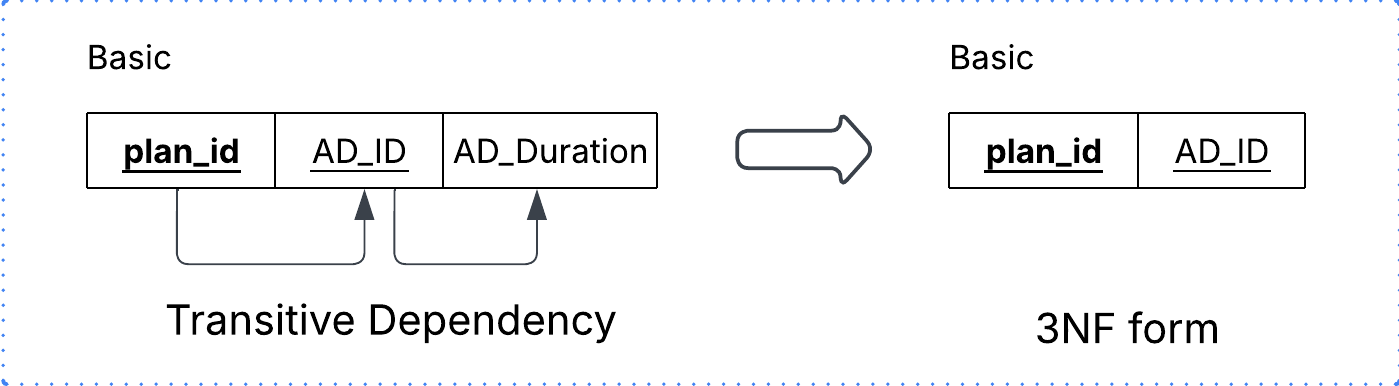 Basic
plan_id AD_ID AD_Duration
Transitive Dependency
Basic
plan_id AD_ID
3NF form